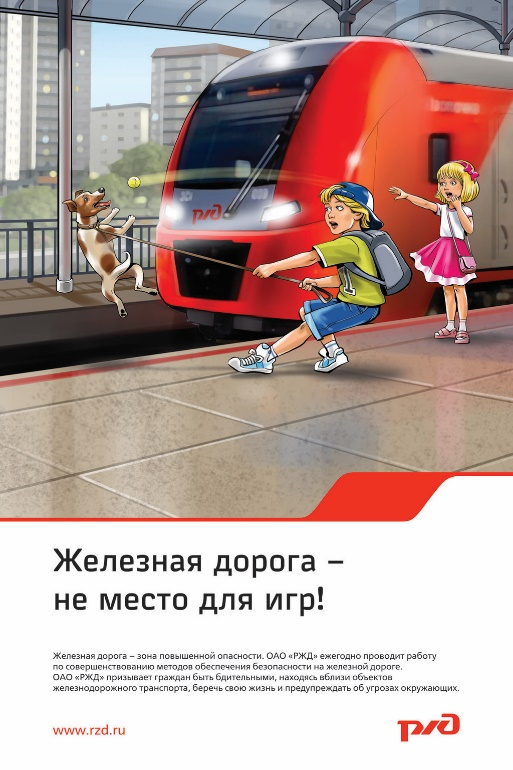 РЖД
Железная дорога –
не место для игр!
Железная дорога – зона повышенной опасности. ОАО «РЖД» ежегодно проводит работу
по совершенствованию методов обеспечения безопасности на железной дороге.
ОАО «РЖД» призывает граждан быть бдительными, находясь вблизи объектов
железнодорожного транспорта, беречь свою жизнь и предупреждать об угрозах окружающих.
www.rzd.ru
РЖД